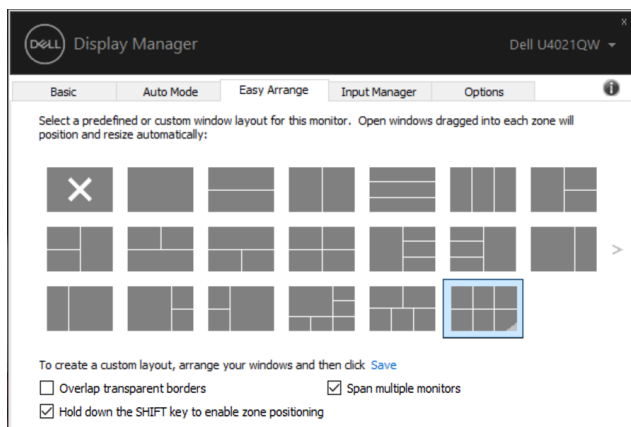 x
DELL Display Manager Dell U4021QW
Basic Auto Mode Easy Arrange Input Manager Options i
Select a predefined or custom window layout for this monitor. Open windows dragged into each zone will
position and resize automatically:
>
To create a custom layout, arrange your windows and then click Save
Overlap transparent borders Span multiple monitors
Hold down the SHIFT key to enable zone positioning